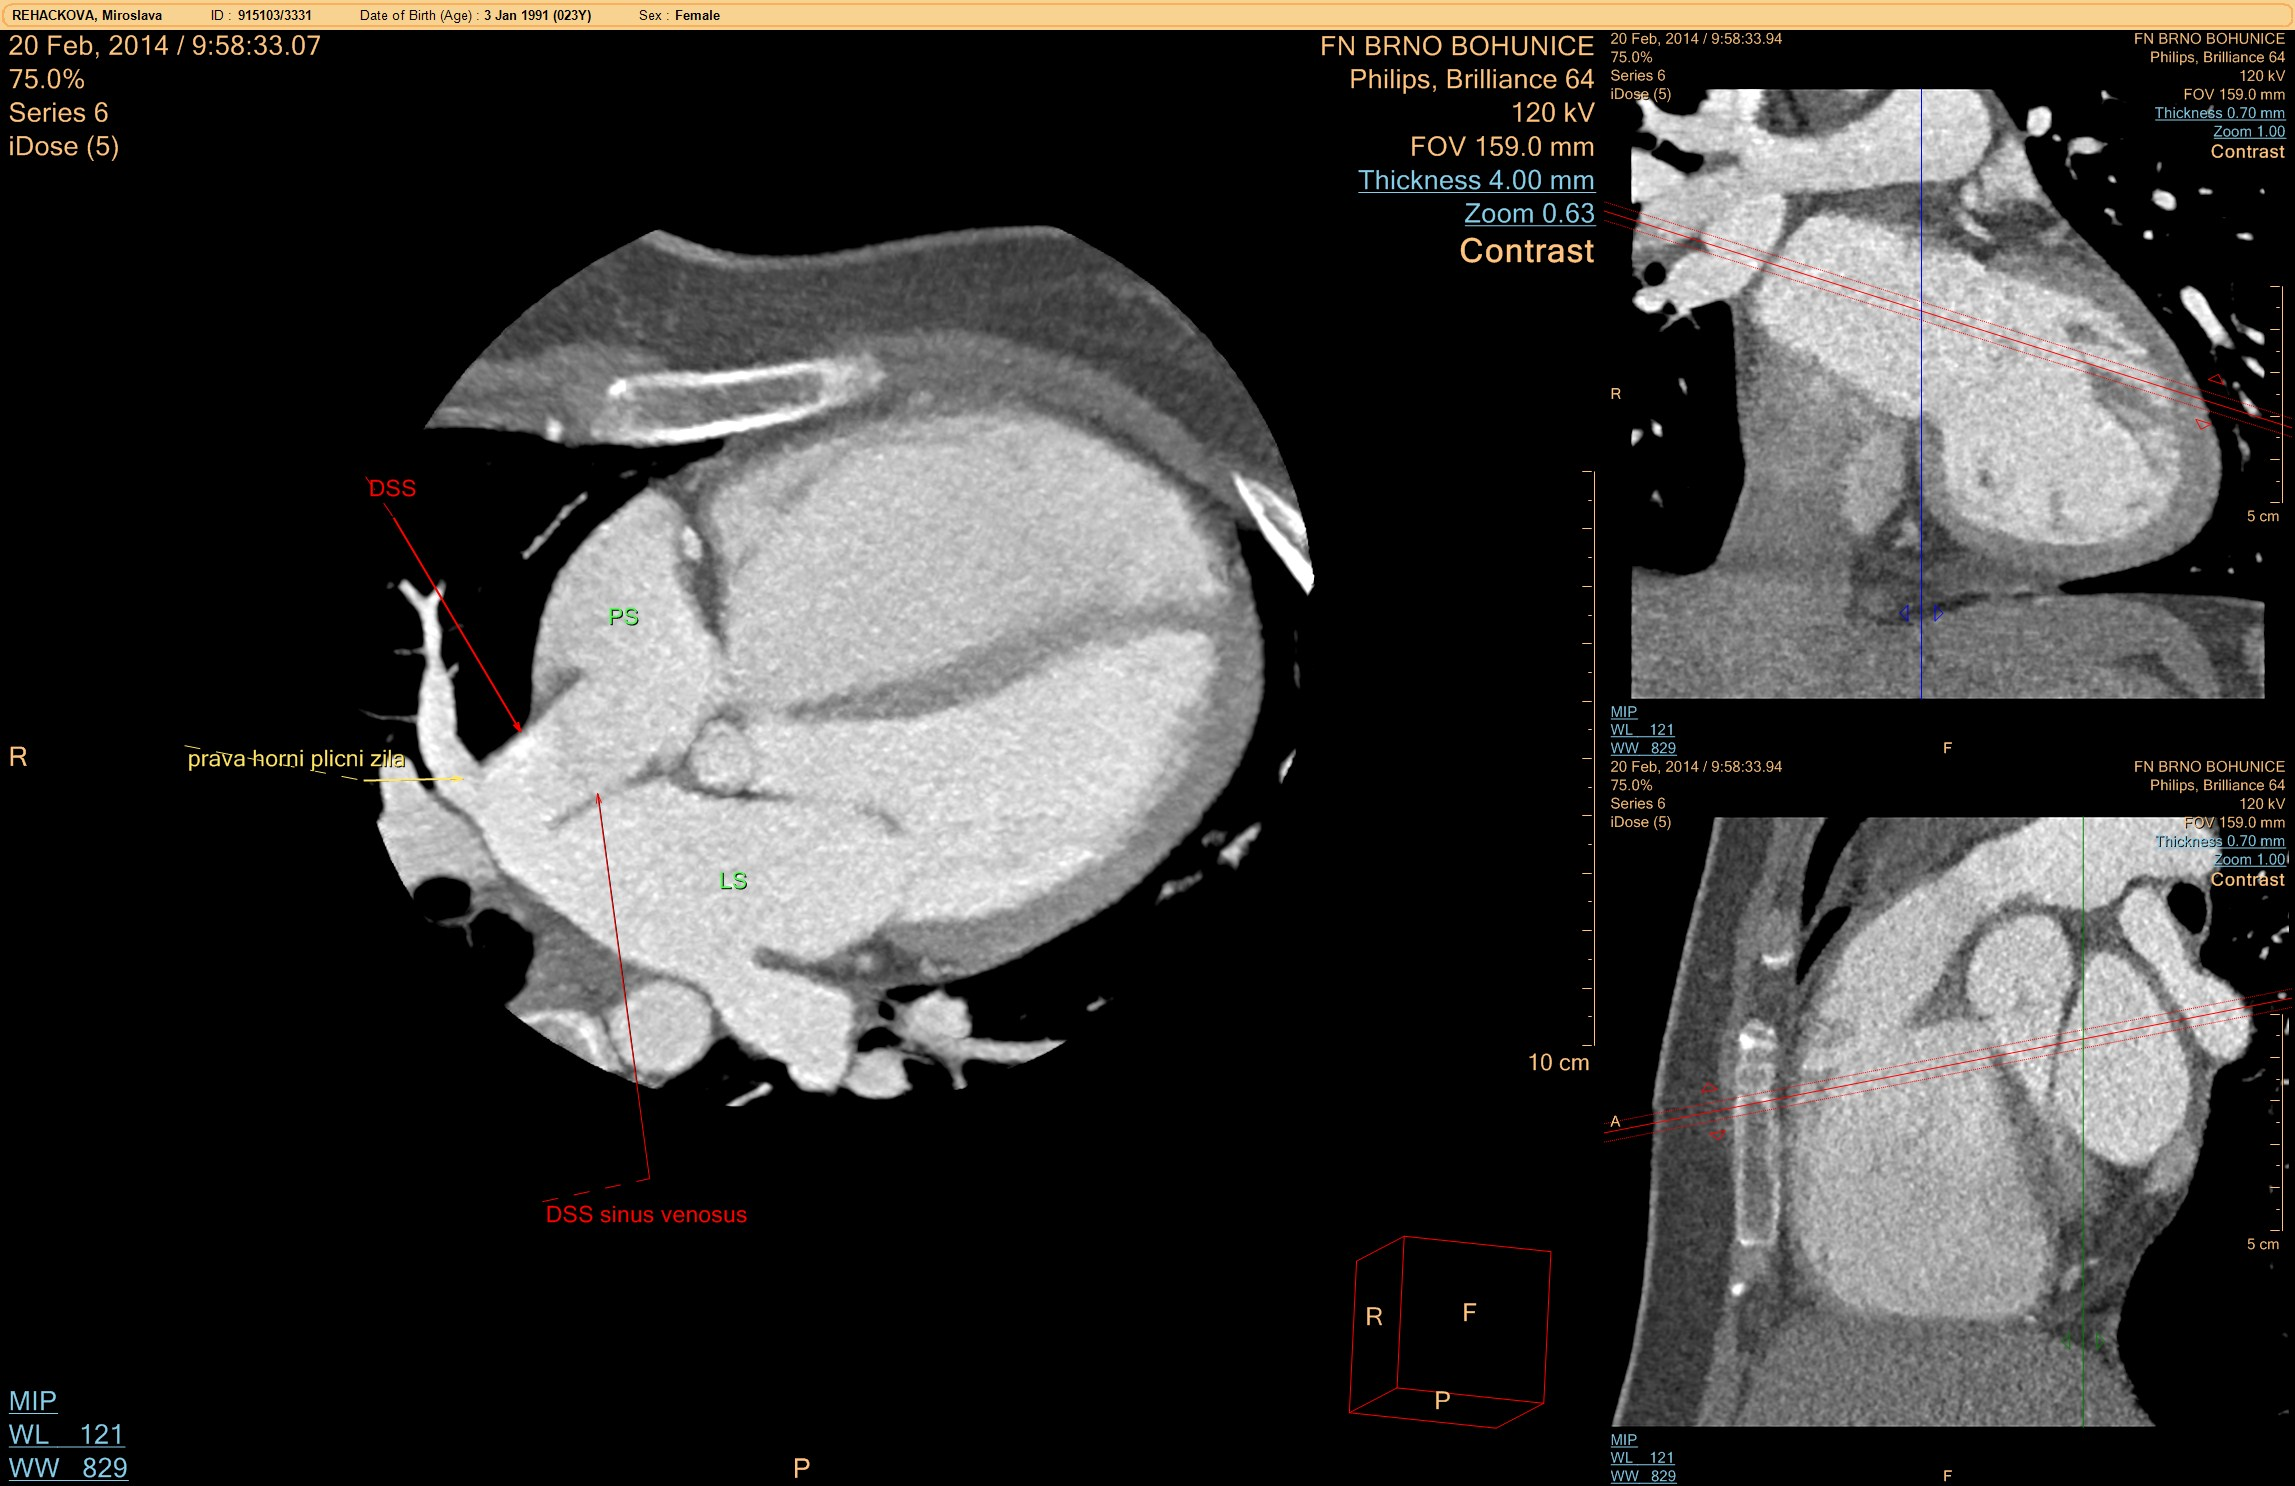 REHACKOVA, Miroslava ID : 915103/3331 Date of Birth (Age) : 3 Jan 1991 (023Y) Sex : Female
20 Feb, 2014 / 9:58:33.07
75.0%
Series 6
iDose (5)
FN BRNO BOHUNICE
Philips, Brilliance 64
120 kV
FOV 159.0 mm
Thickness 4.00 mm
Zoom 0.63
Contrast
DSS
PS
R
prava horni plicni zila
LS
10 cm
DSS sinus venosus
R
F
P
MIP
WL 121
WW 829
P
20 Feb, 2014 / 9:58:33.94
75.0%
Series 6
iDose (5)
FN BRNO BOHUNICE
Philips, Brilliance 64
120 kV
FOV 159.0 mm
Thickness 0.70 mm
Zoom 1.00
Contrast
R
5 cm
MIP
WL 121
WW 829
F
20 Feb, 2014 / 9:58:33.94
75.0%
Series 6
iDose (5)
FN BRNO BOHUNICE
Philips, Brilliance 64
120 kV
FOV 159.0 mm
Thickness 0.70 mm
Zoom 1.00
Contrast
A
5 cm
MIP
WL 121
WW 829
F